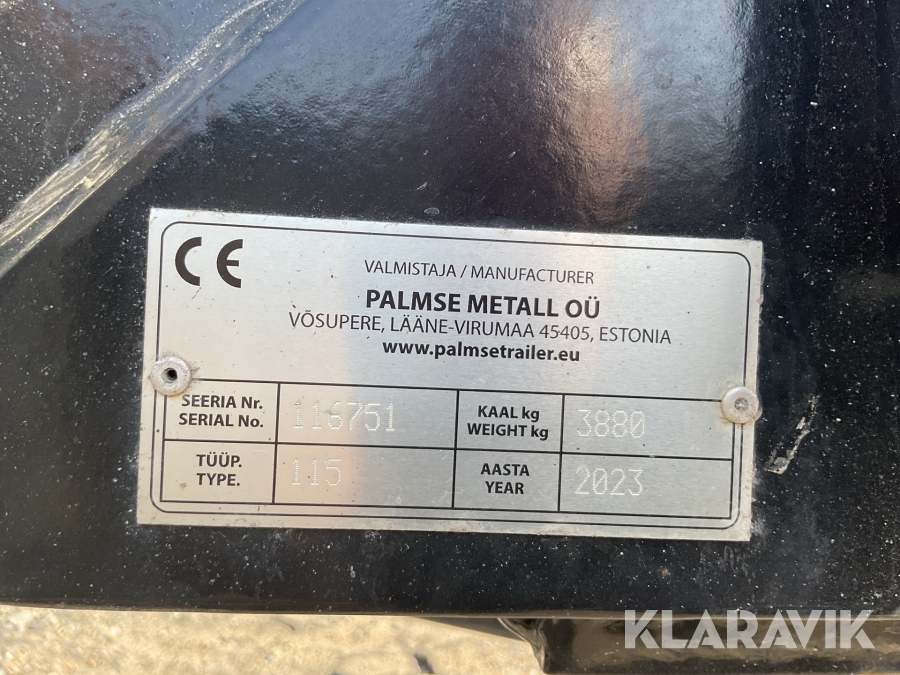 CE
VALMISTAJA / MANUFACTURER
PALMSE METALL OÜ
VÕSUPERE, LÄÄNE-VIRUMAA 45405, ESTONIA
www.palmsetrailer.eu
SEERIA Nr.
SERIAL No.
116751
KAAL kg
WEIGHT kg
3880
TÜÜP.
TYPE.
115
AASTA
YEAR
2023
KLARAVIK